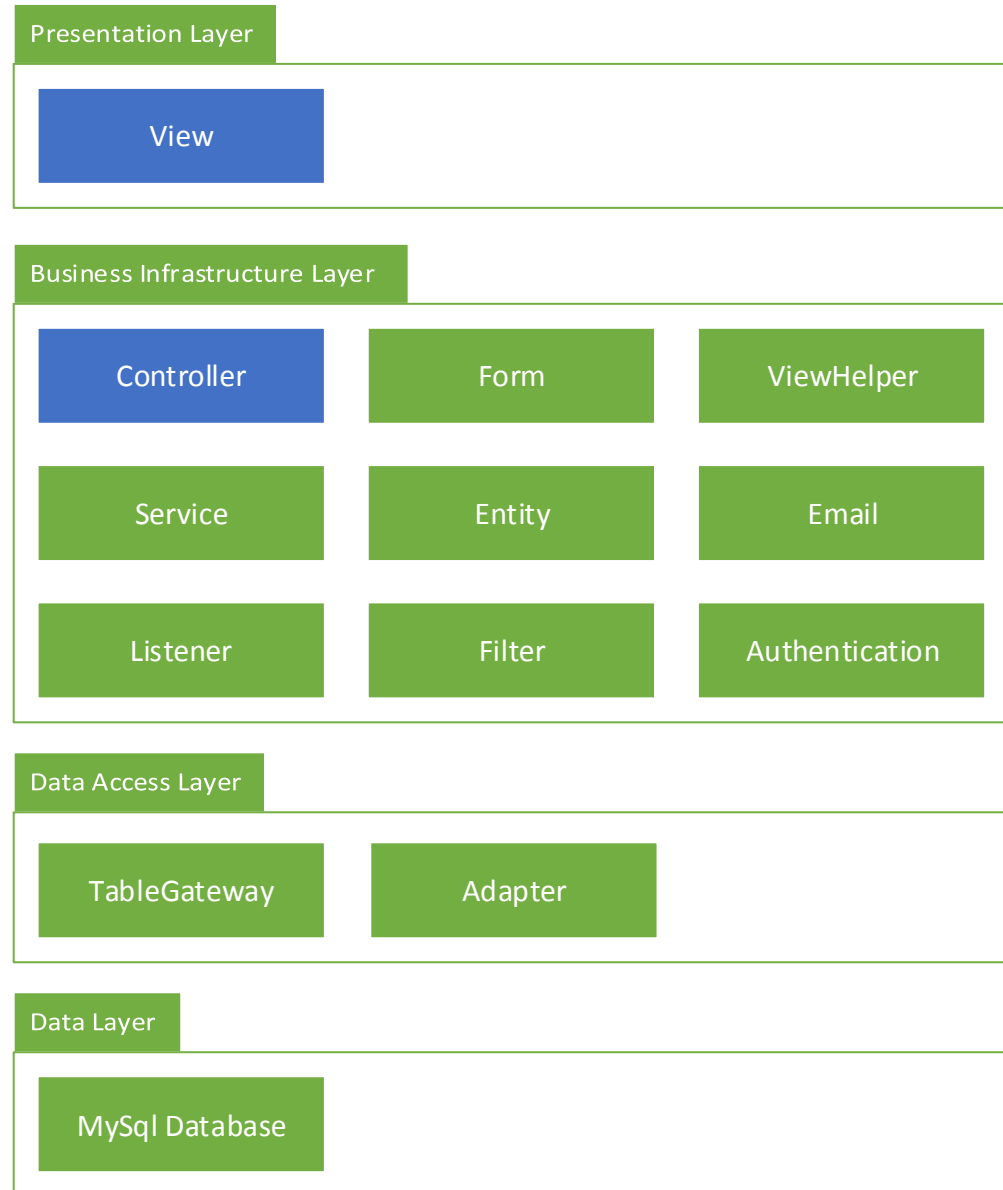 Presentation Layer
View
Business Infrastructure Layer
Controller
Form
ViewHelper
Service
Entity
Email
Listener
Filter
Authentication
Data Access Layer
TableGateway
Adapter
Data Layer
MySql Database